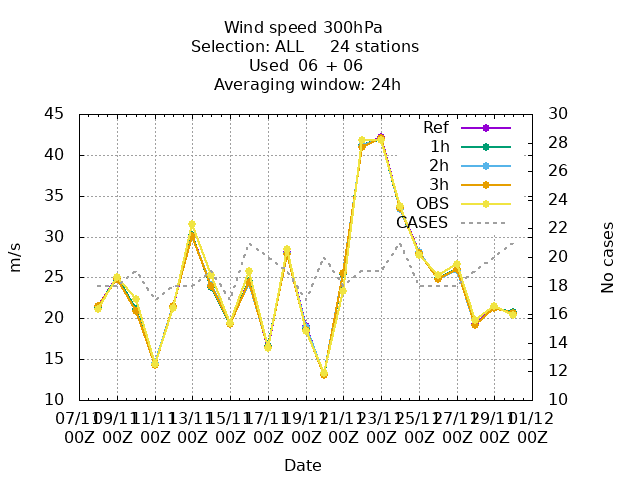 Wind speed 300hPa
Selection: ALL 24 stations
Used 06 + 06
Averaging window: 24h
45 30
Ref 28
1h
40 26
2h
3h 24
35
OBS
CASES 22
30
20
25 18
20 16
14
15 12
10 10
m/s
No cases
07/11 09/11 11/11 13/11 15/11 17/11 19/11 21/11 23/11 25/11 27/11 29/11 01/12
00Z 00Z 00Z 00Z 00Z 00Z 00Z 00Z 00Z 00Z 00Z 00Z 00Z
Date